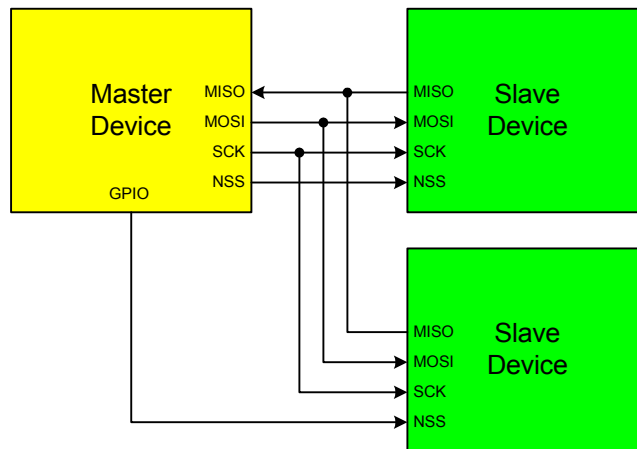 Master
Device
MISO
MOSI
SCK
NSS
GPIO
MISO
MOSI
SCK
NSS
Slave
Device
MISO
MOSI
SCK
NSS
Slave
Device